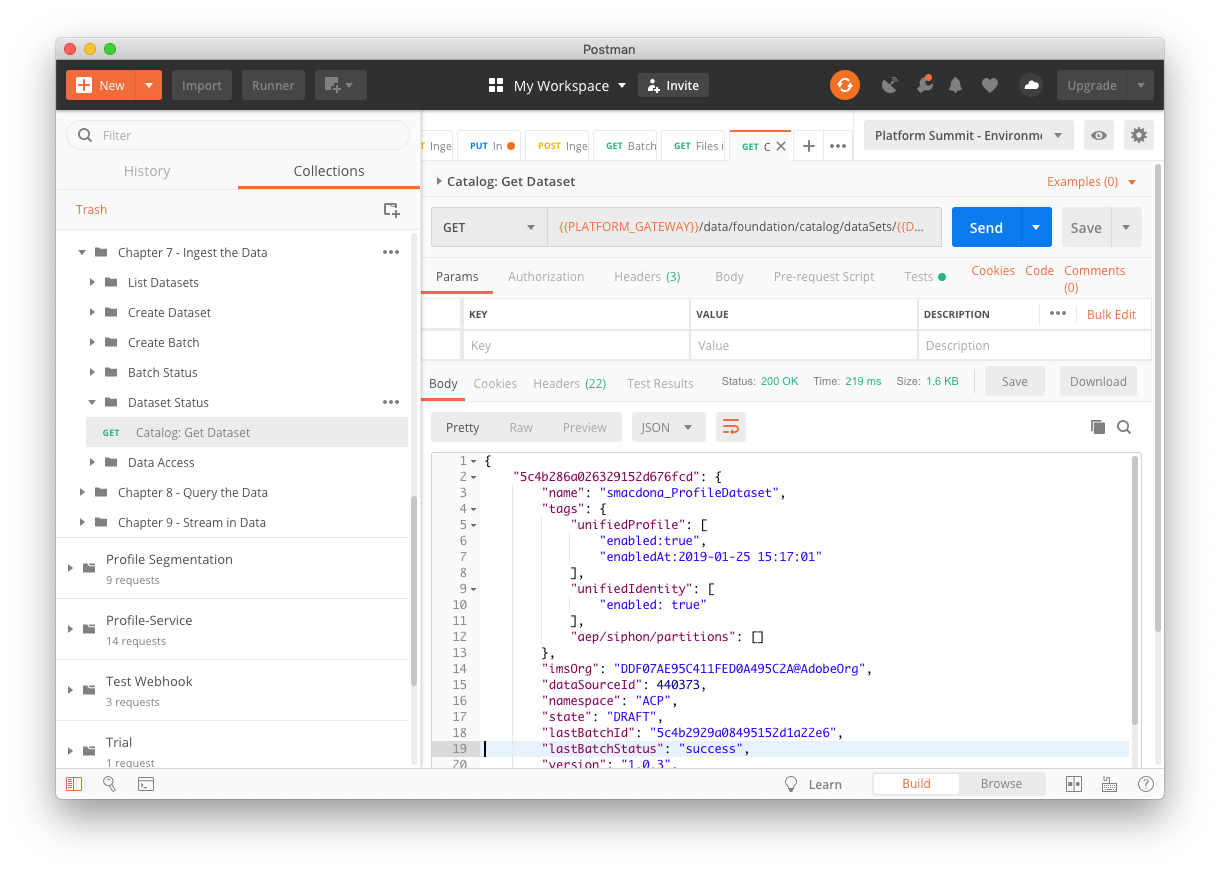 Postman
New Import Runner My Workspace Invite Upgrade
Filter
History Collections
Trash
Chapter 7 - Ingest the Data
List Datasets
Create Dataset
Create Batch
Batch Status
Dataset Status
GET Catalog: Get Dataset
Data Access
Chapter 8 - Query the Data
Chapter 9 - Stream in Data
Profile Segmentation
9 requests
Profile-Service
14 requests
Test Webhook
3 requests
Trial
1 request
T Inge PUT In POST Inge GET Batch GET Files i GET C Platform Summit - Environm
Catalog: Get Dataset Examples (0)
GET {{PLATFORM_GATEWAY}}/data/foundation/catalog/dataSets/{{D... Send Save
Params Authorization Headers (3) Body Pre-request Script Tests Cookies Code Comments
(0)
KEY VALUE DESCRIPTION Bulk Edit
Key Value Description
Body Cookies Headers (22) Test Results Status: 200 OK Time: 219 ms Size: 1.6 KB Save Download
Pretty Raw Preview JSON
1 {
2 "5c4b286a026329152d676fcd": {
3 "name": "smacdona_ProfileDataset",
4 "tags": {
5 "unifiedProfile": [
6 "enabled:true",
7 "enabledAt:2019-01-25 15:17:01"
8 ],
9 "unifiedIdentity": [
10 "enabled: true"
11 ],
12 "aep/siphon/partitions": []
13 },
14 "imsOrg": "DDF07AE95C411FED0A495C2A@AdobeOrg",
15 "dataSourceId": 440373,
16 "namespace": "ACP",
17 "state": "DRAFT",
18 "lastBatchId": "5c4b2929a08495152d1a22e6",
19 "lastBatchStatus": "success",
20 "version": "1.0.3",
Learn Build Browse